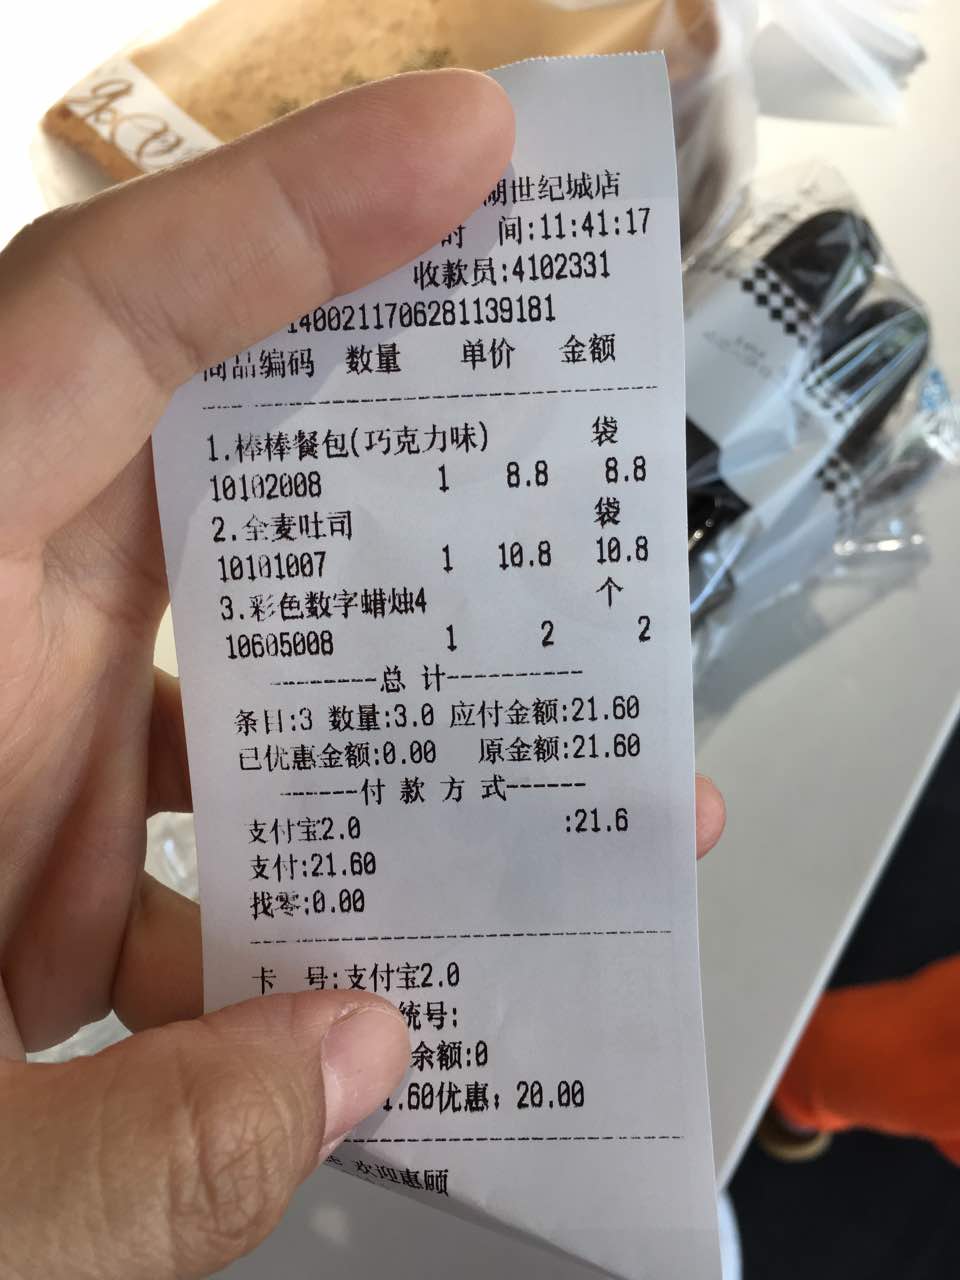 湖世纪城店
时 间:11:41:17
收款员:4102331
1400211706281139181
商品编码 数量 单价 金额
1.棒棒餐包(巧克力味) 袋
10102008 1 8.8 8.8
2.全麦吐司 袋
10101007 1 10.8 10.8
3.彩色数字蜡烛4 个
10605008 1 2 2
---------总 计----------
条目:3 数量:3.0 应付金额:21.60
已优惠金额:0.00 原金额:21.60
-------付 款 方 式------
支付宝2.0 :21.6
支付:21.60
找零:0.00
卡 号:支付宝2.0
统号:
余额:0
1.60优惠：20.00
欢迎惠顾